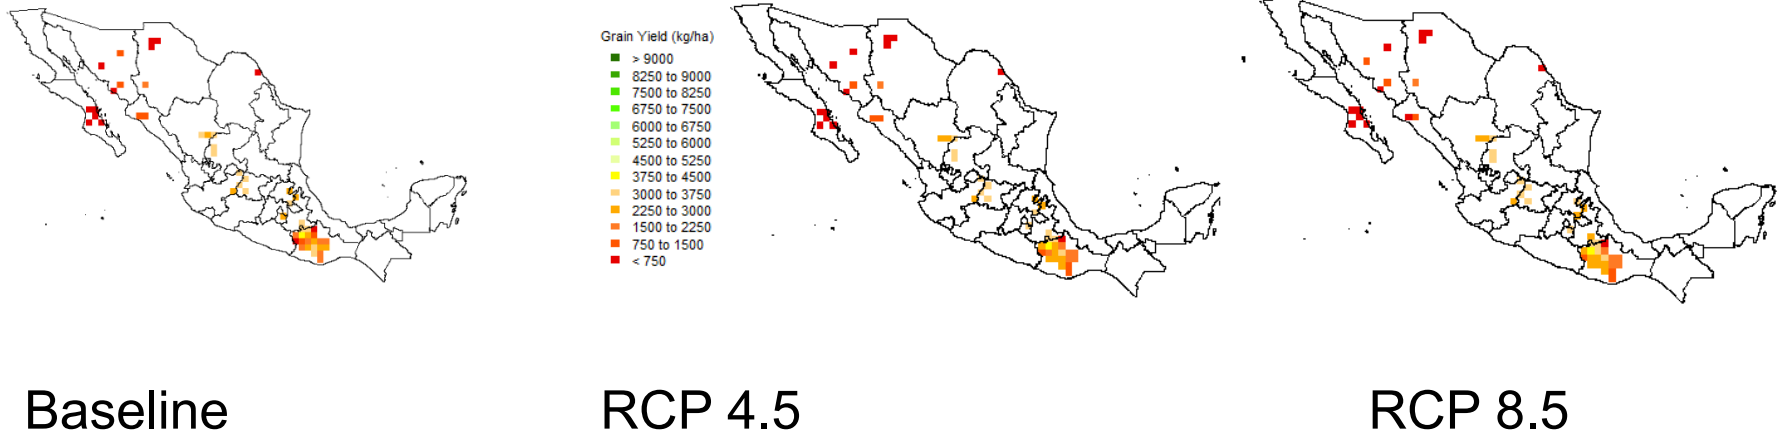 Grain Yield (kg/ha)
> 9000
8250 to 9000
7500 to 8250
6750 to 7500
6000 to 6750
5250 to 6000
4500 to 5250
3750 to 4500
3000 to 3750
2250 to 3000
1500 to 2250
750 to 1500
< 750
Baseline
RCP 4.5
RCP 8.5